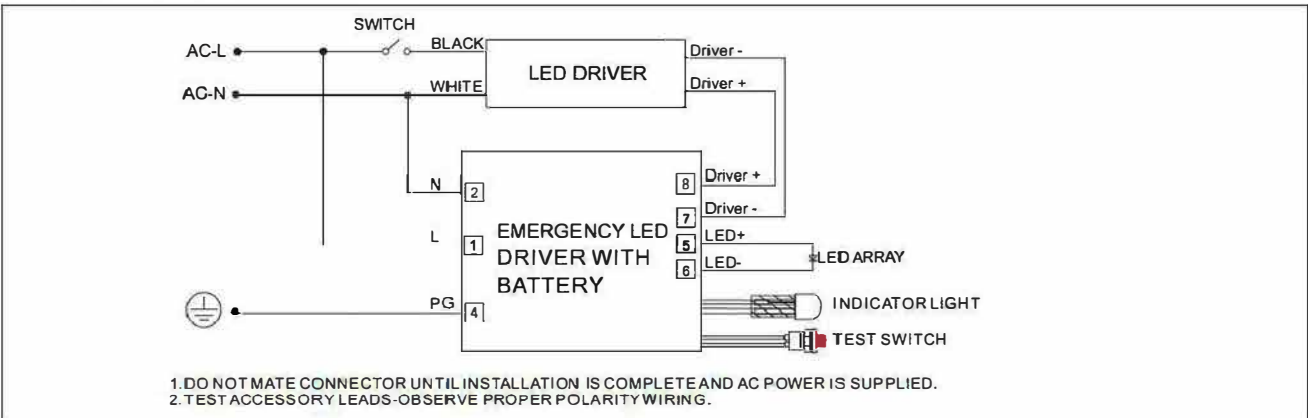 SWITCH
AC-L
BLACK
LED DRIVER
Driver -
AC-N
WHITE
Driver +
N
2
8
Driver +
7
Driver -
L
1
EMERGENCY LED
DRIVER WITH
BATTERY
5
LED+
6
LED-
LED ARRAY
PG
4
INDICATOR LIGHT
TEST SWITCH
1.DO NOT MATE CONNECTOR UNTIL INSTALLATION IS COMPLETE AND AC POWER IS SUPPLIED.
2.TEST ACCESSORY LEADS-OBSERVE PROPER POLARITY WIRING.